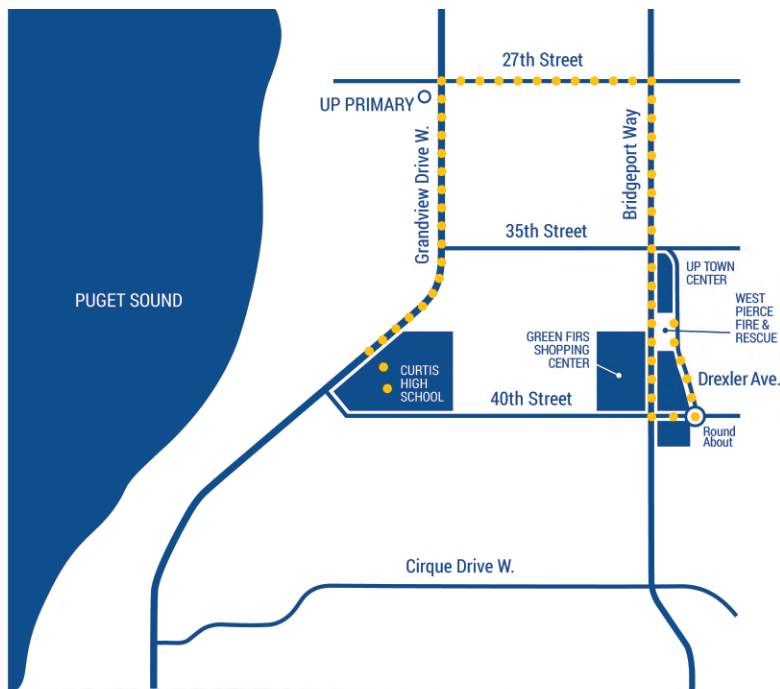 27th Street
UP PRIMARY
Grandview Drive W.
Bridgeport Way
35th Street
PUGET SOUND
UP TOWN
CENTER
WEST
PIERCE
FIRE &
RESCUE
GREEN FIRS
SHOPPING
CENTER
CURTIS
HIGH
SCHOOL
Drexler Ave.
40th Street
Round
About
Cirque Drive W.